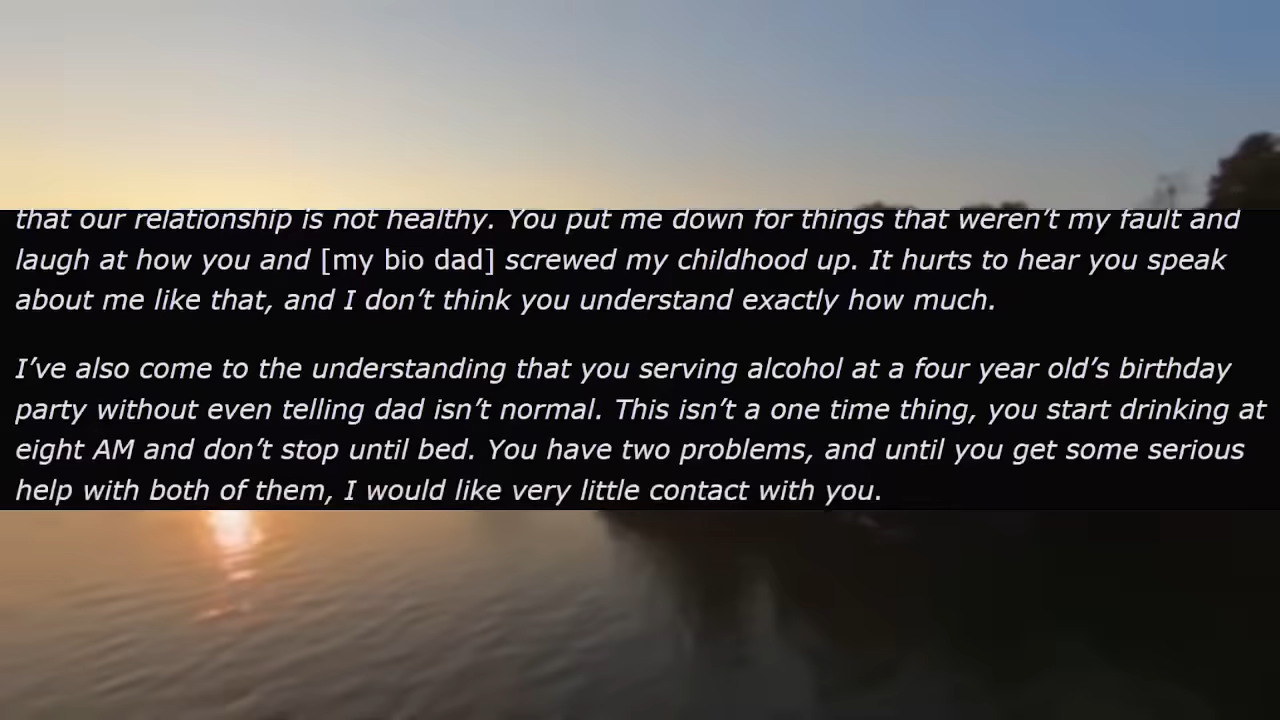 that our relationship is not healthy. You put me down for things that weren’t my fault and
laugh at how you and [my bio dad] screwed my childhood up. It hurts to hear you speak
about me like that, and I don’t think you understand exactly how much.
I’ve also come to the understanding that you serving alcohol at a four year old’s birthday
party without even telling dad isn’t normal. This isn’t a one time thing, you start drinking at
eight AM and don’t stop until bed. You have two problems, and until you get some serious
help with both of them, I would like very little contact with you.